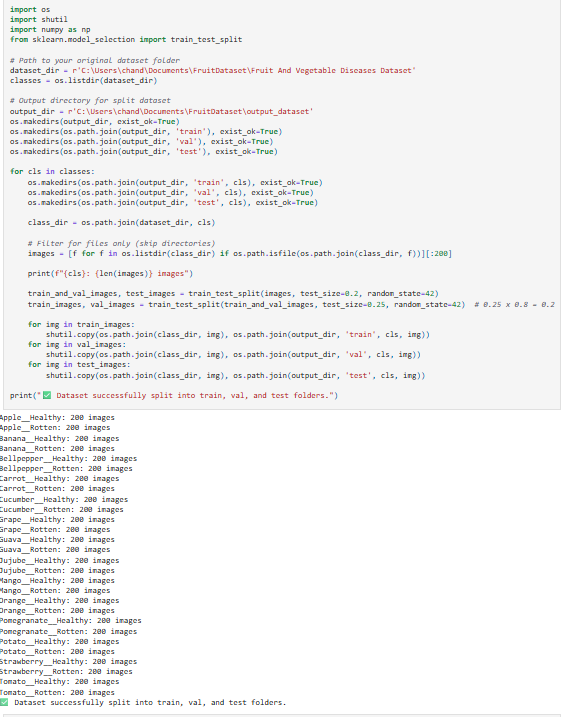 import os
import shutil
import numpy as np
from sklearn.model_selection import train_test_split

# Path to your original dataset folder
dataset_dir = r'C:\Users\chand\Documents\FruitDataset\Fruit And Vegetable Diseases Dataset'
classes = os.listdir(dataset_dir)

# Output directory for split dataset
output_dir = r'C:\Users\chand\Documents\FruitDataset\output_dataset'
os.makedirs(output_dir, exist_ok=True)
os.makedirs(os.path.join(output_dir, 'train'), exist_ok=True)
os.makedirs(os.path.join(output_dir, 'val'), exist_ok=True)
os.makedirs(os.path.join(output_dir, 'test'), exist_ok=True)

for cls in classes:
    os.makedirs(os.path.join(output_dir, 'train', cls), exist_ok=True)
    os.makedirs(os.path.join(output_dir, 'val', cls), exist_ok=True)
    os.makedirs(os.path.join(output_dir, 'test', cls), exist_ok=True)

    class_dir = os.path.join(dataset_dir, cls)

    # Filter for files only (skip directories)
    images = [f for f in os.listdir(class_dir) if os.path.isfile(os.path.join(class_dir, f))][:200]

    print(f"{cls}: {len(images)} images")

    train_and_val_images, test_images = train_test_split(images, test_size=0.2, random_state=42)
    train_images, val_images = train_test_split(train_and_val_images, test_size=0.25, random_state=42)  # 0.25 x 0.8 = 0.2

    for img in train_images:
        shutil.copy(os.path.join(class_dir, img), os.path.join(output_dir, 'train', cls, img))
    for img in val_images:
        shutil.copy(os.path.join(class_dir, img), os.path.join(output_dir, 'val', cls, img))
    for img in test_images:
        shutil.copy(os.path.join(class_dir, img), os.path.join(output_dir, 'test', cls, img))

print("✅ Dataset successfully split into train, val, and test folders.")

Apple__Healthy: 200 images
Apple__Rotten: 200 images
Banana__Healthy: 200 images
Banana__Rotten: 200 images
Bellpepper__Healthy: 200 images
Bellpepper__Rotten: 200 images
Carrot__Healthy: 200 images
Carrot__Rotten: 200 images
Cucumber__Healthy: 200 images
Cucumber__Rotten: 200 images
Grape__Healthy: 200 images
Grape__Rotten: 200 images
Guava__Healthy: 200 images
Guava__Rotten: 200 images
Jujube__Healthy: 200 images
Jujube__Rotten: 200 images
Mango__Healthy: 200 images
Mango__Rotten: 200 images
Orange__Healthy: 200 images
Orange__Rotten: 200 images
Pomegranate__Healthy: 200 images
Pomegranate__Rotten: 200 images
Potato__Healthy: 200 images
Potato__Rotten: 200 images
Strawberry__Healthy: 200 images
Strawberry__Rotten: 200 images
Tomato__Healthy: 200 images
Tomato__Rotten: 200 images
✅ Dataset successfully split into train, val, and test folders.